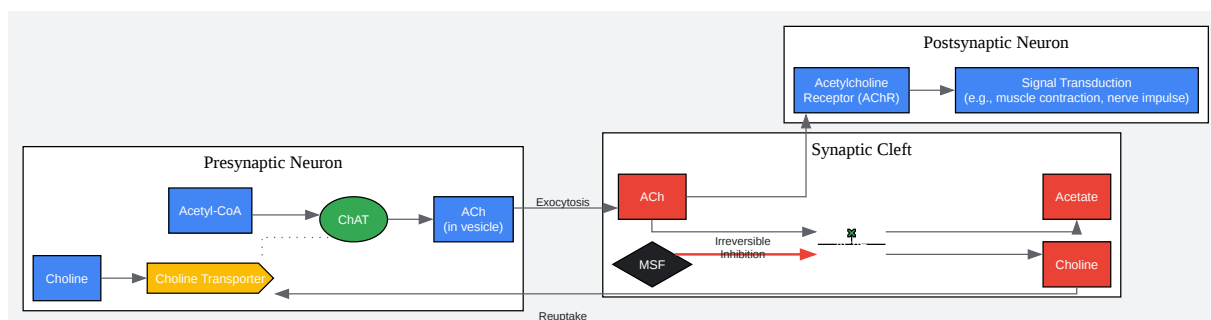 Postsynaptic Neuron
Acetylcholine
Receptor (AChR)
Signal Transduction
(e.g., muscle contraction, nerve impulse)
Synaptic Cleft
Presynaptic Neuron
Acetyl-CoA
ChAT
ACh
(in vesicle)
Exocytosis
ACh
Acetate
Irreversible
Inhibition
MSF
Choline
Choline
Choline Transporter
Reuptake